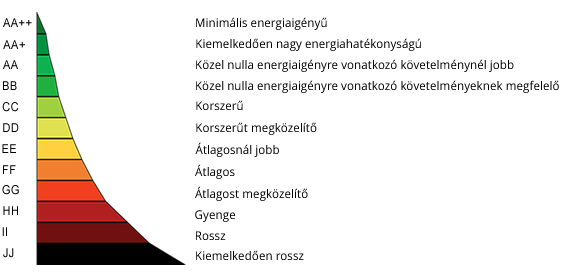 AA++ Minimális energiaigényű
AA+ Kiemelkedően nagy energiahatékonyságú
AA Közel nulla energiaigényre vonatkozó követelménynél jobb
BB Közel nulla energiaigényre vonatkozó követelményeknek megfelelő
CC Korszerű
DD Korszerűt megközelítő
EE Átlagosnál jobb
FF Átlagos
GG Átlagost megközelítő
HH Gyenge
II Rossz
JJ Kiemelkedően rossz